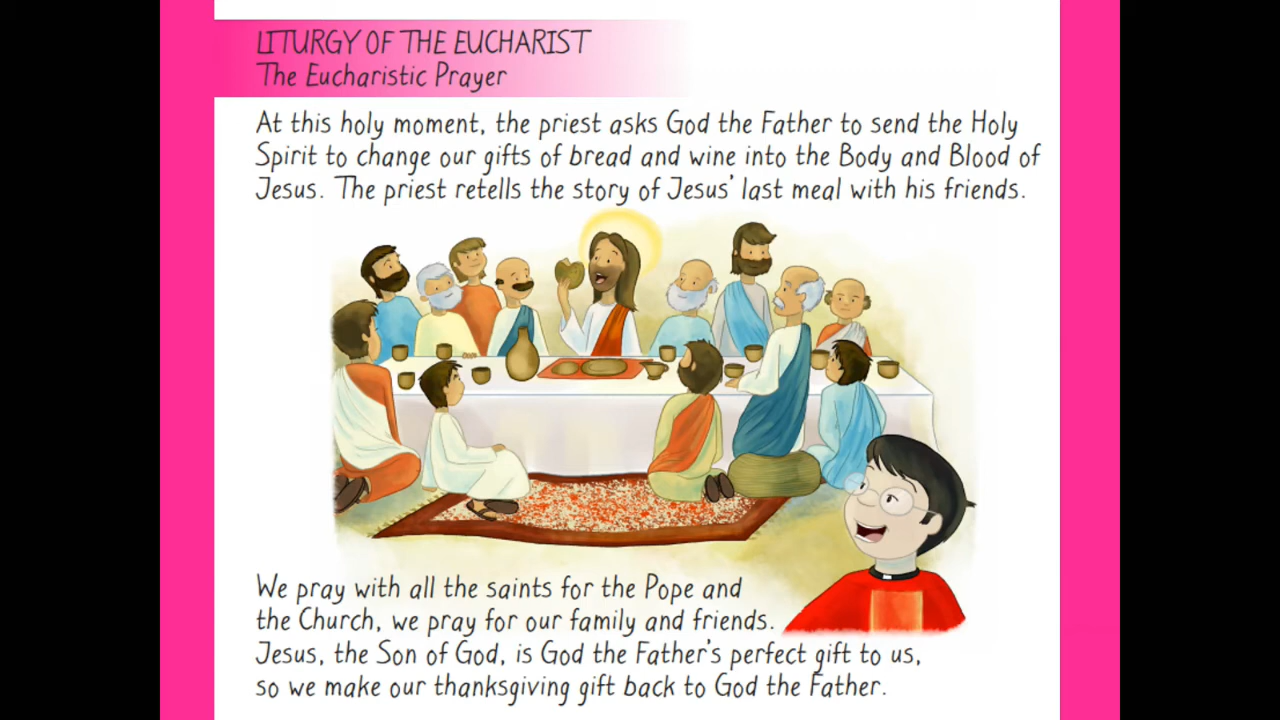 LITURGY OF THE EUCHARIST
The Eucharistic Prayer
At this holy moment, the priest asks God the Father to send the Holy
Spirit to change our gifts of bread and wine into the Body and Blood of
Jesus. The priest retells the story of Jesus' last meal with his friends.
We pray with all the saints for the Pope and
the Church, we pray for our family and friends.
Jesus, the Son of God, is God the Father's perfect gift to us,
so we make our thanksgiving gift back to God the Father.